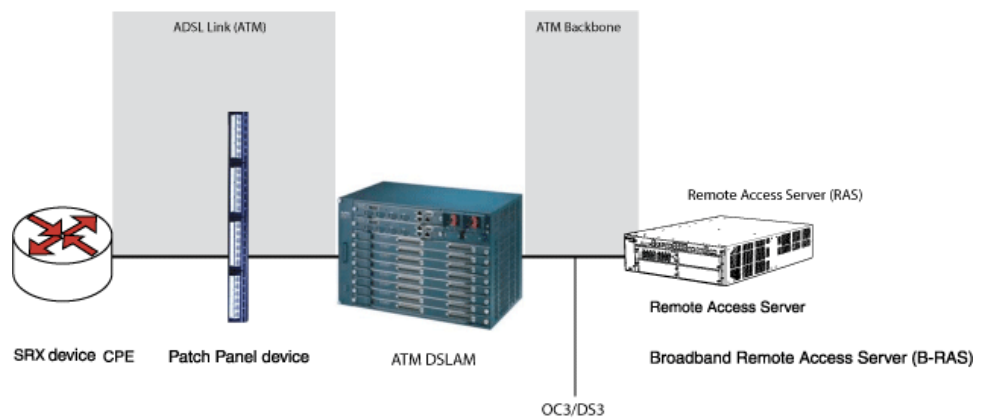 ADSL Link (ATM)
ATM Backbone
Remote Access Server (RAS)
Remote Access Server
SRX device CPE
Patch Panel device
ATM DSLAM
Broadband Remote Access Server (B-RAS)
OC3/DS3